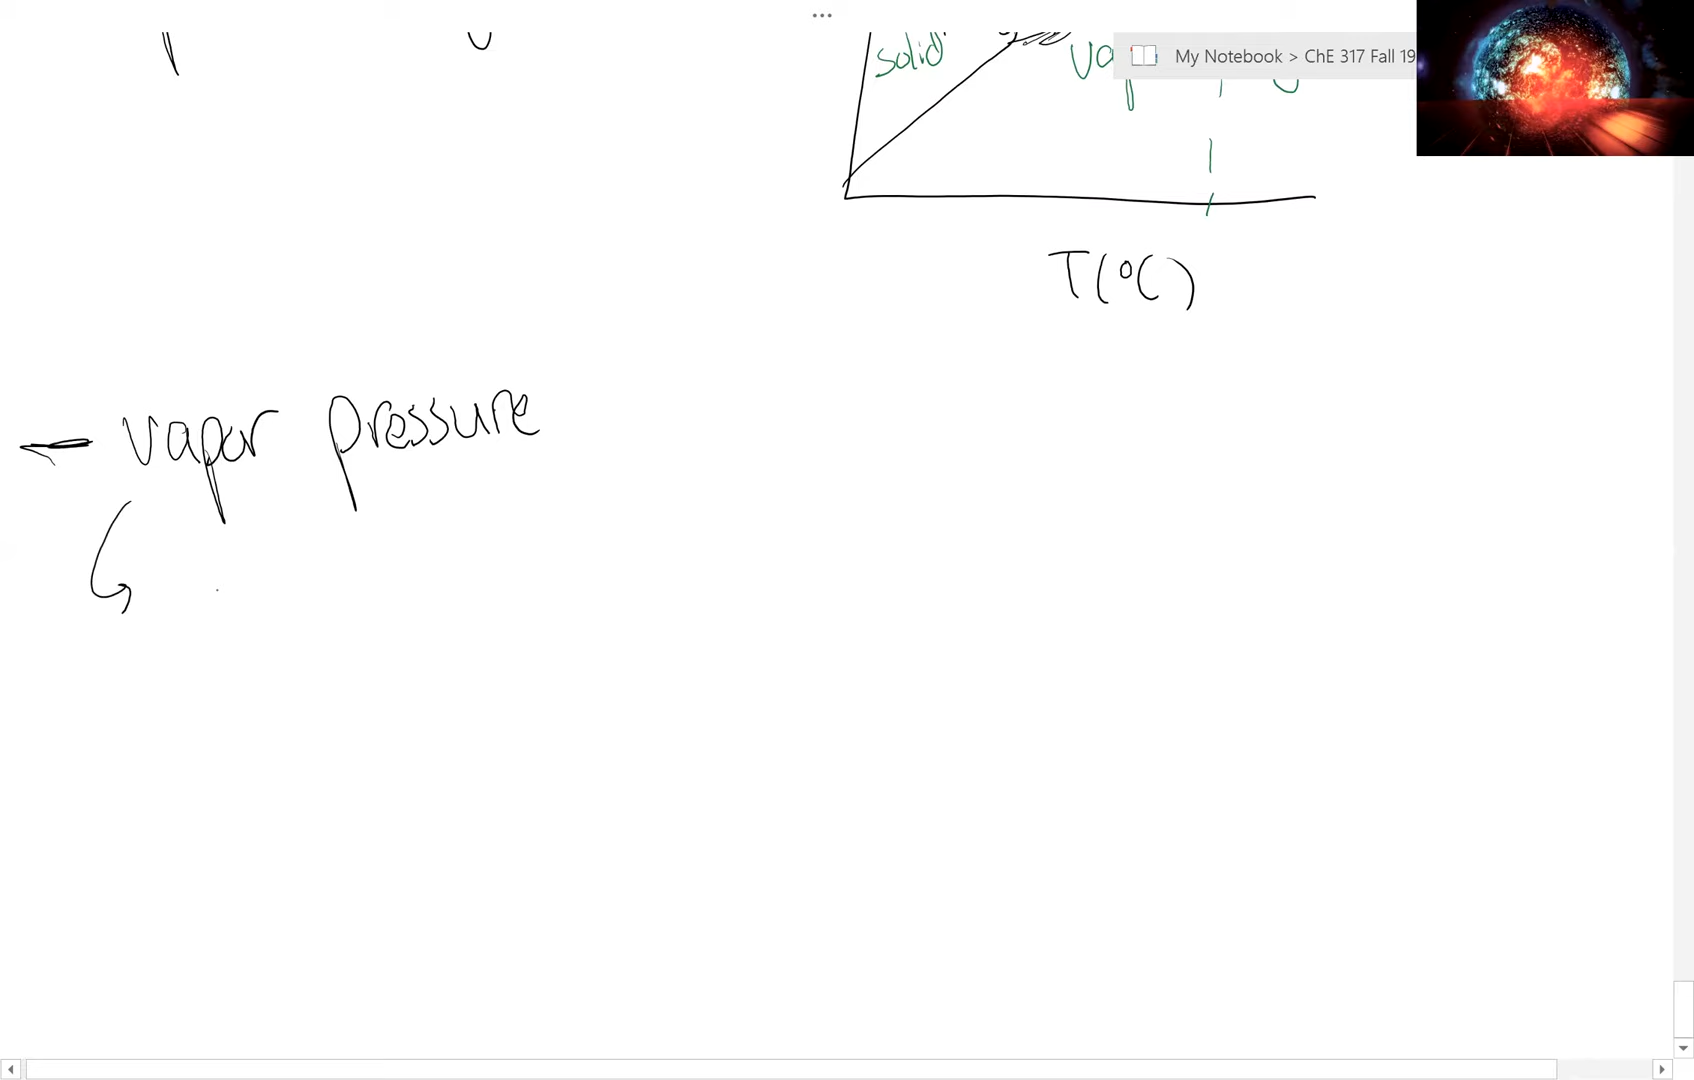 solid
My Notebook > ChE 317 Fall 19
T(°C)
vapor pressure